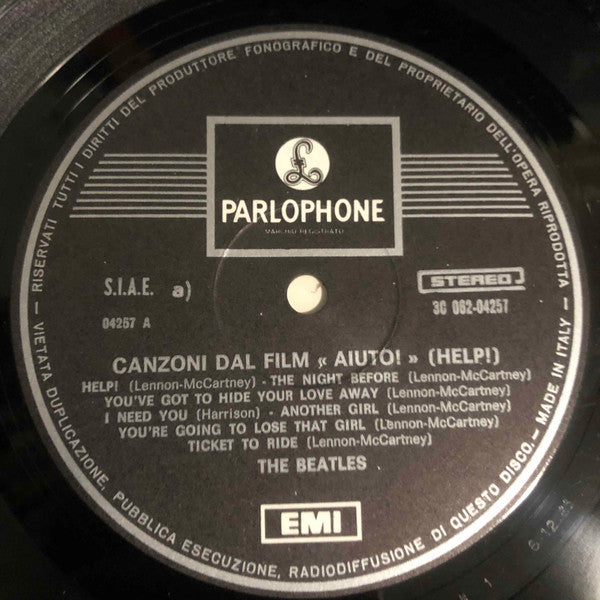 RISERVATI TUTTI I DIRITTI DEL PRODUTTORE FONOGRAFICO E DEL PROPRIETARIO DELL'OPERA RIPRODOTTA
£
PARLOPHONE
MARCHIO REGISTRATO
S.I.A.E. a)
04257 A
STEREO
3C 062-04257
CANZONI DAL FILM « AIUTO! » (HELP!)
HELP! (Lennon-McCartney) - THE NIGHT BEFORE (Lennon-McCartney)
YOU'VE GOT TO HIDE YOUR LOVE AWAY (Lennon-McCartney)
I NEED YOU (Harrison) - ANOTHER GIRL (Lennon-McCartney)
YOU'RE GOING TO LOSE THAT GIRL (Lennon-McCartney)
TICKET TO RIDE (Lennon-McCartney)
THE BEATLES
EMI
— VIETATA DUPLICAZIONE, PUBBLICA ESECUZIONE, RADIODIFFUSIONE DI QUESTO DISCO. — MADE IN ITALY —